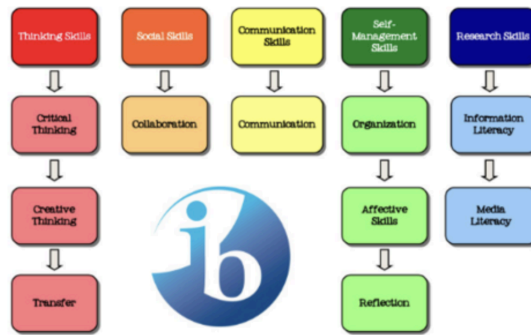 Thinking Skills
Social Skills
Communication
Skills
Self-
Management
Skills
Research Skills
Critical
Thinking
Collaboration
Communication
Organization
Information
Literacy
Creative
Thinking
Affective
Skills
Media
Literacy
Transfer
Reflection
ib